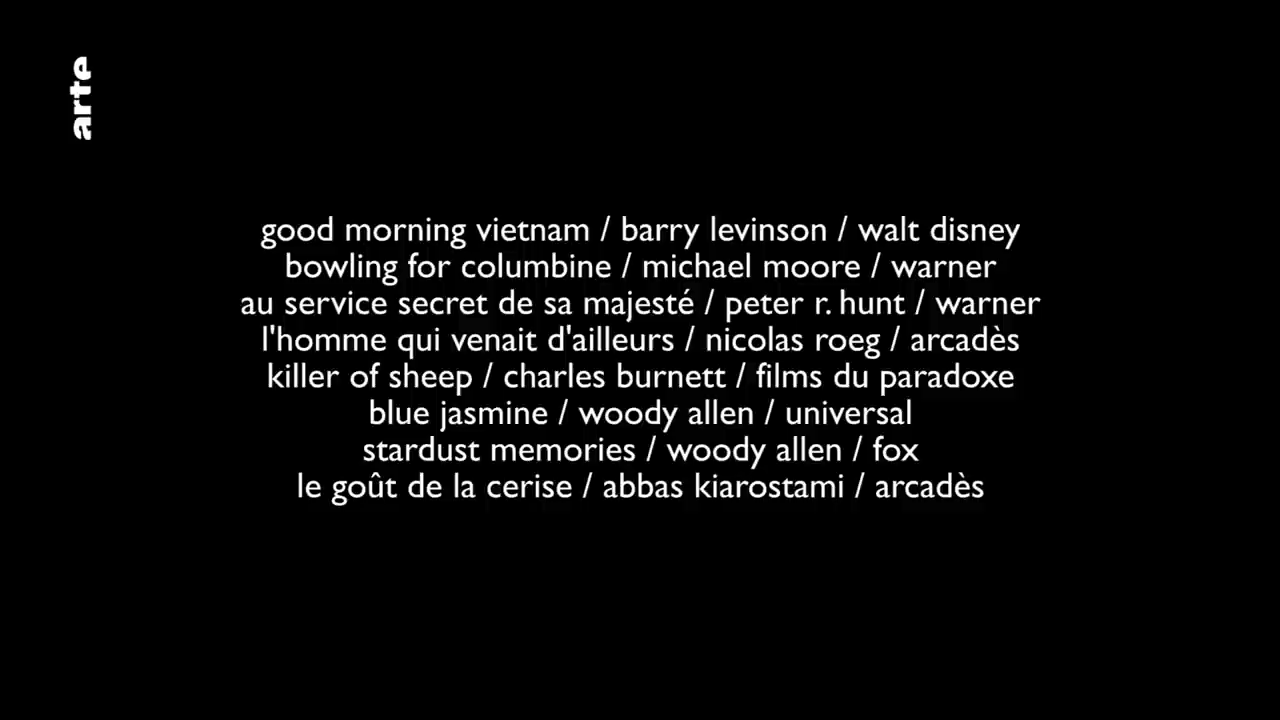 arte
good morning vietnam / barry levinson / walt disney
bowling for columbine / michael moore / warner
au service secret de sa majesté / peter r. hunt / warner
l'homme qui venait d'ailleurs / nicolas roeg / arcadès
killer of sheep / charles burnett / films du paradoxe
blue jasmine / woody allen / universal
stardust memories / woody allen / fox
le goût de la cerise / abbas kiarostami / arcadès